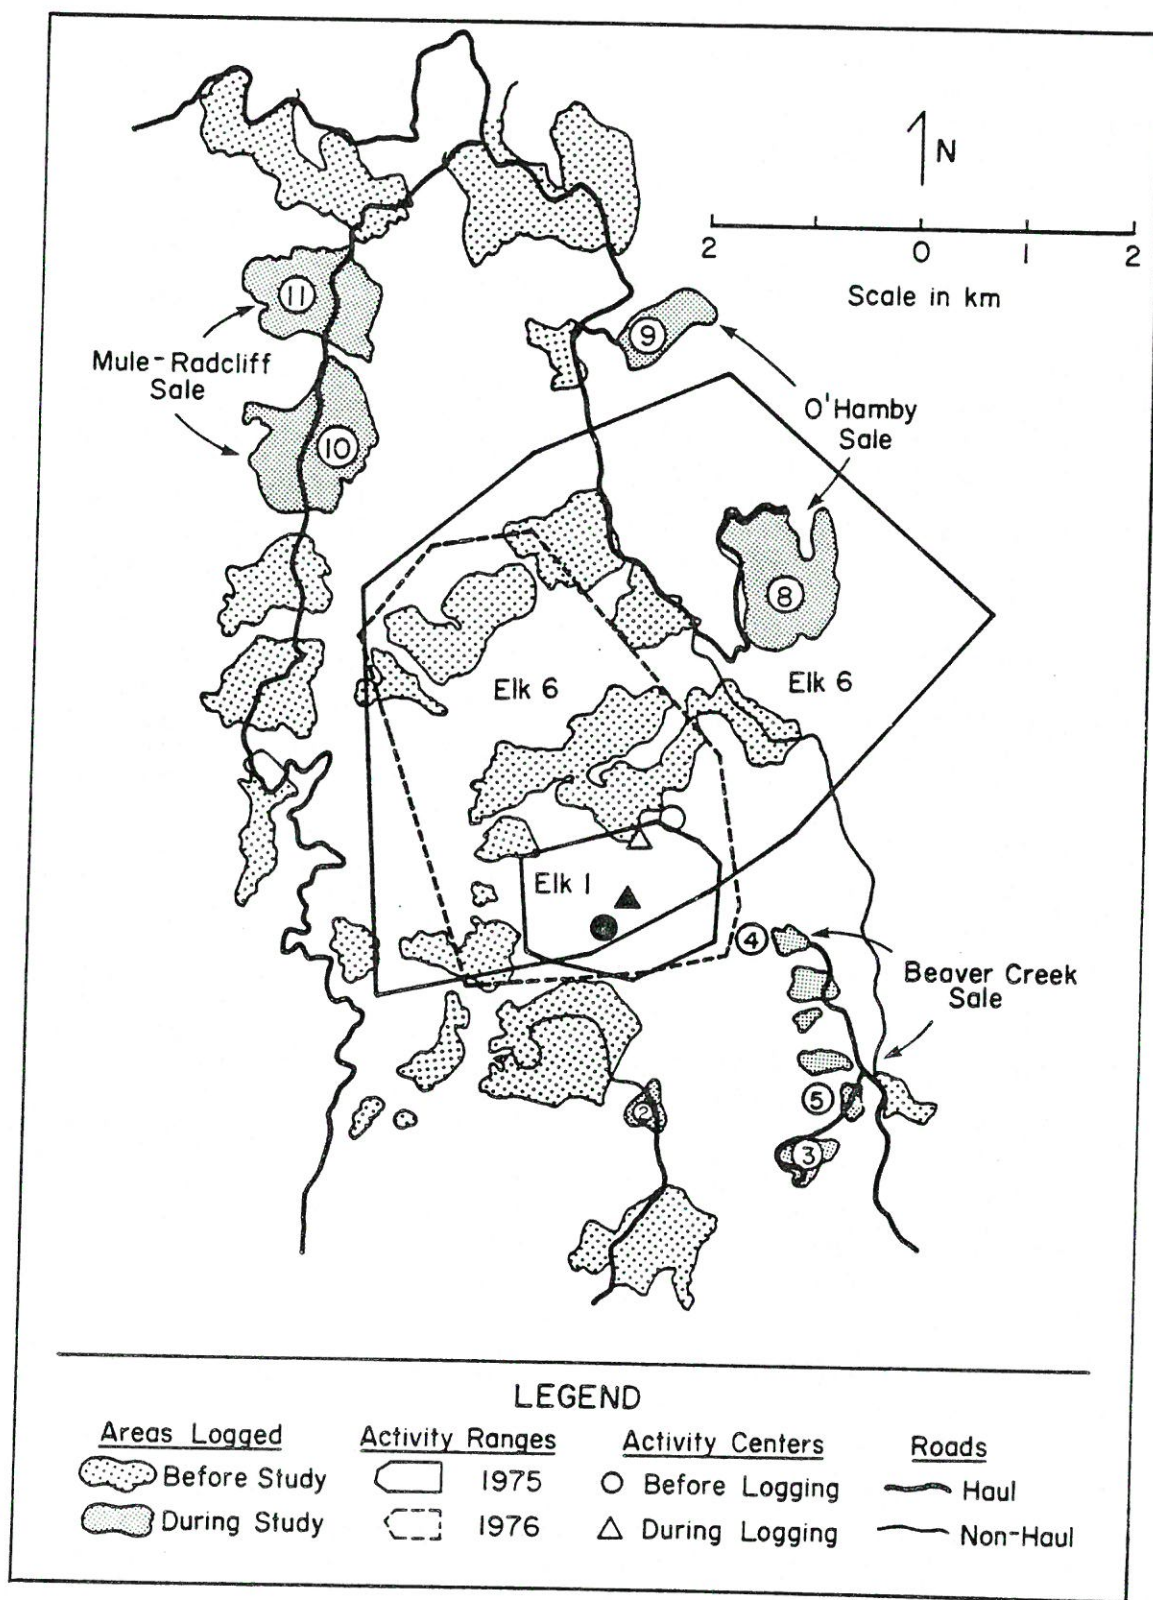 N
2 0 1 2
Scale in km
11
9
Mule-Radcliff
Sale
O'Hamby
Sale
10
8
Elk 6
Elk 6
Elk 1
4
Beaver Creek
Sale
5
2
3
LEGEND
Areas Logged
Before Study
During Study
Activity Ranges
1975
1976
Activity Centers
Before Logging
During Logging
Roads
Haul
Non-Haul